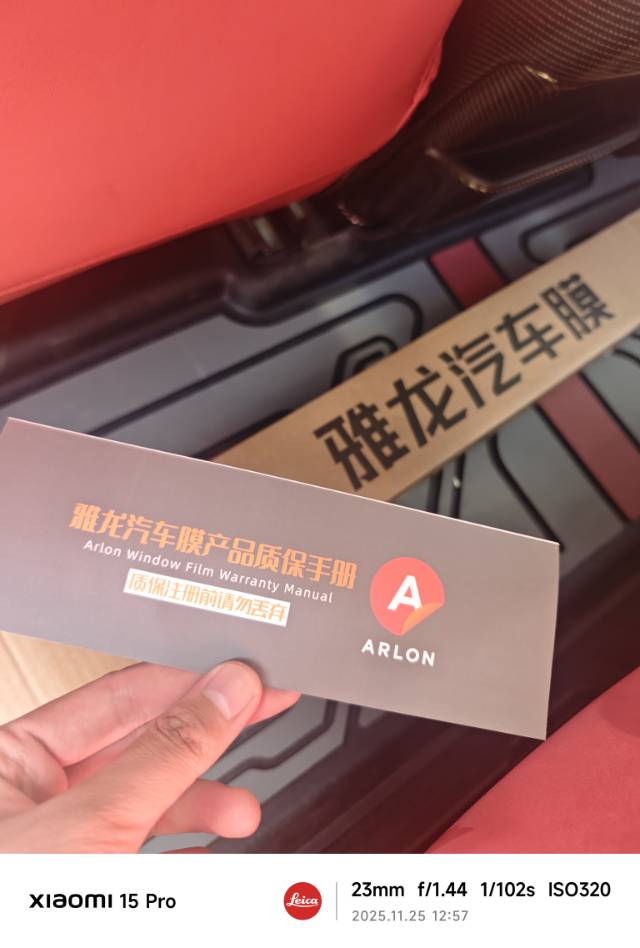 雅龙汽车膜
雅龙汽车膜产品质保手册
Arlon Window Film Warranty Manual
质保注册前请勿丢弃
A
ARLON
xiaomi 15 Pro
Leica
23mm f/1.44 1/102s ISO320
2025.11.25 12:57